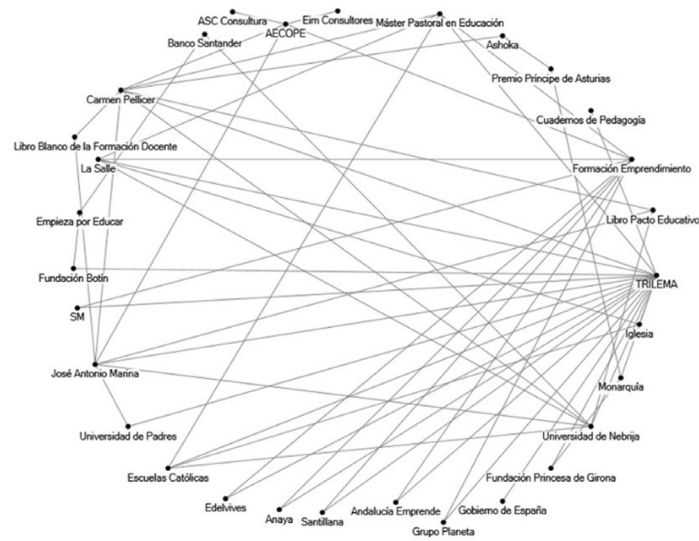 ASC Consultura
Eim Consultores
Máster Pastoral en Educación
AECOPE
Banco Santander
Ashoka
Premio Príncipe de Asturias
Carmen Pellicer
Cuadernos de Pedagogía
Libro Blanco de la Formación Docente
La Salle
Formación Emprendimiento
Empieza por Educar
Libro Pacto Educativo
Fundación Botín
TRILEMA
SM
Iglesia
José Antonio Marina
Monarquía
Universidad de Padres
Universidad de Nebrija
Escuelas Católicas
Fundación Princesa de Girona
Edelvives
Anaya
Santillana
Andalucía Emprende
Gobierno de España
Grupo Planeta